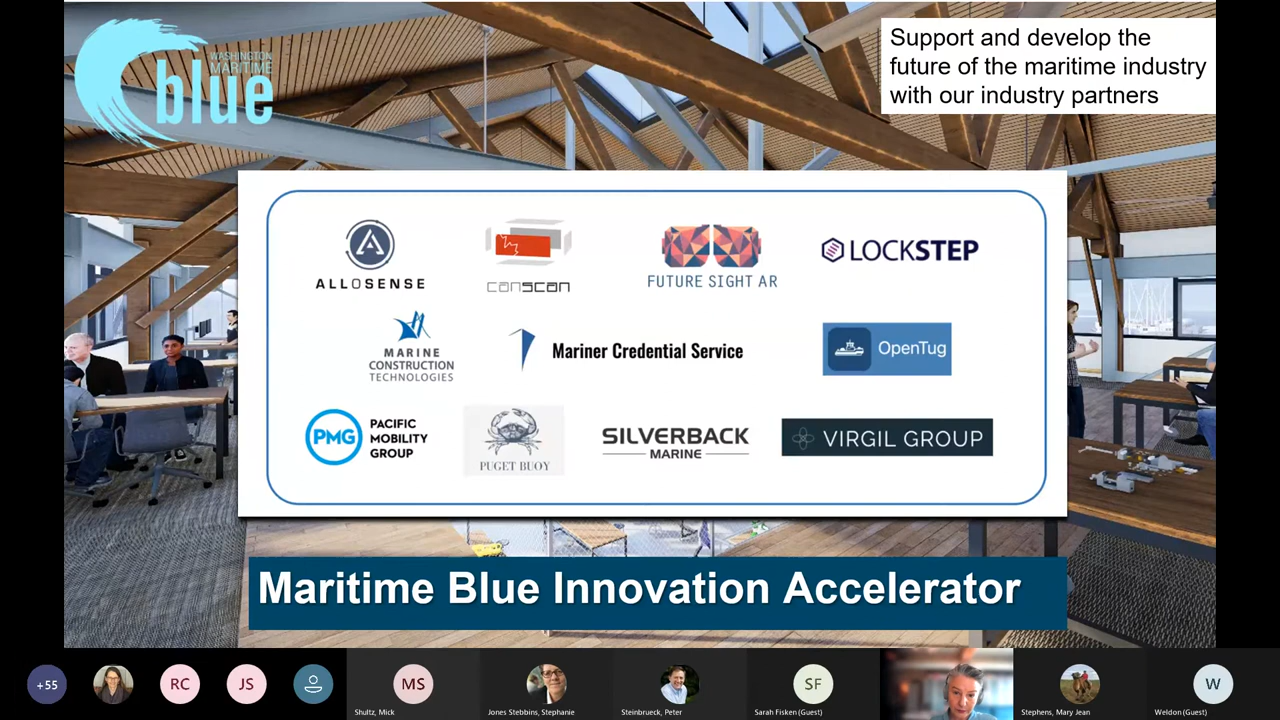 WASHINGTON
MARITIME
blue
Support and develop the
future of the maritime industry
with our industry partners
ALLOSENSE
canscan
FUTURE SIGHT AR
LOCKSTEP
MARINE
CONSTRUCTION
TECHNOLOGIES
Mariner Credential Service
OpenTug
PMG
PACIFIC
MOBILITY
GROUP
PUGET BUOY
SILVERBACK
MARINE
VIRGIL GROUP
Maritime Blue Innovation Accelerator
+55
RC
JS
MS
SF
W
Shultz, Mick
Jones Stebbins, Stephanie
Steinbrueck, Peter
Sarah Fisken (Guest)
Stephens, Mary Jean
Weldon (Guest)